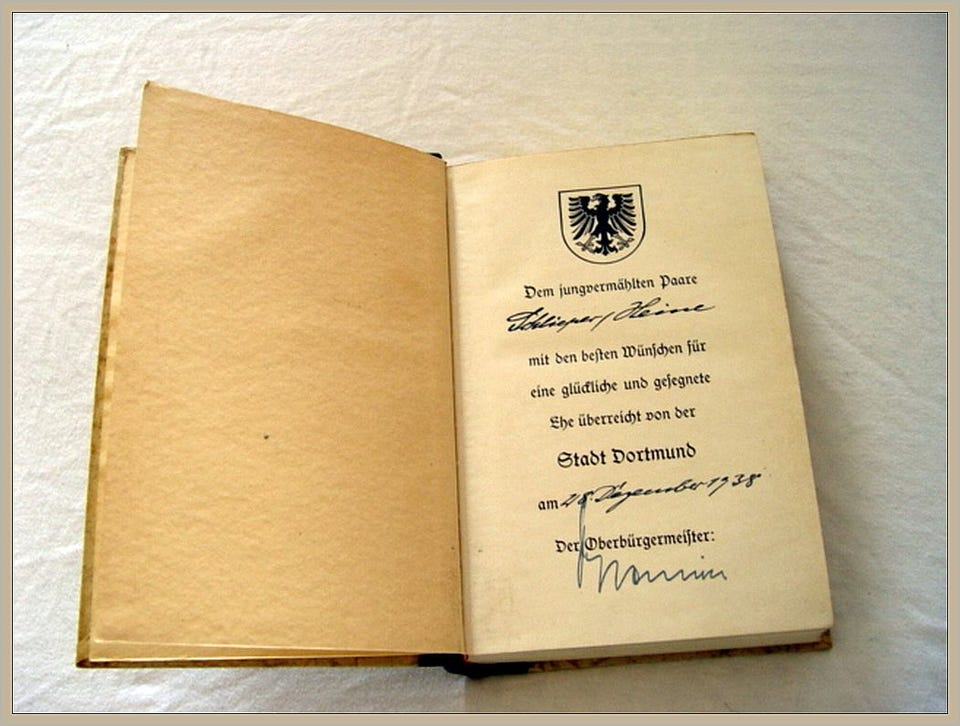 Dem jungvermählten Paare
Schlieper / Heine
mit den besten Wünschen für
eine glückliche und gesegnete
Ehe überreicht von der
Stadt Dortmund
am 28. Dezember 1938
Der Oberbürgermeister: